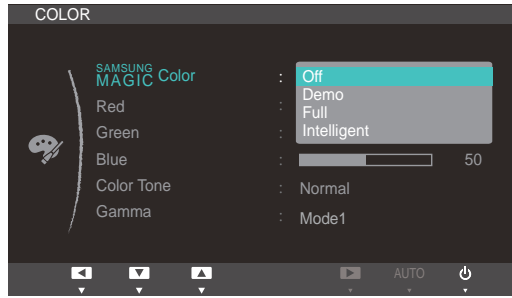 COLOR
SAMSUNG
MAGIC Color : Off
Demo
Red :
Full
Green : Intelligent
Blue : 50
Color Tone : Normal
Gamma : Mode1
AUTO